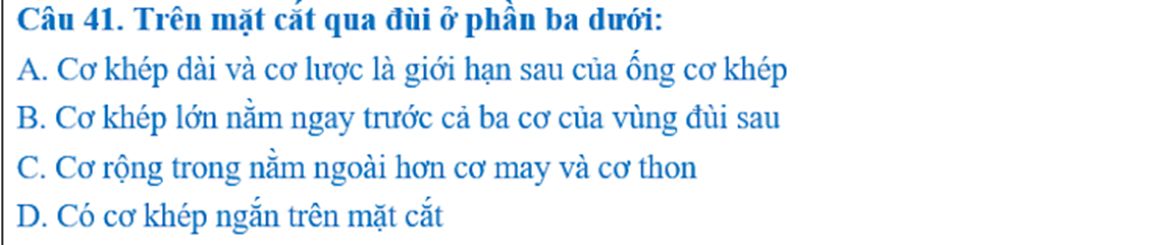 Câu 41. Trên mặt cắt qua đùi ở phần ba dưới:
A. Cơ khép dài và cơ lược là giới hạn sau của ống cơ khép
B. Cơ khép lớn nằm ngay trước cả ba cơ của vùng đùi sau
C. Cơ rộng trong nằm ngoài hơn cơ may và cơ thon
D. Có cơ khép ngắn trên mặt cắt